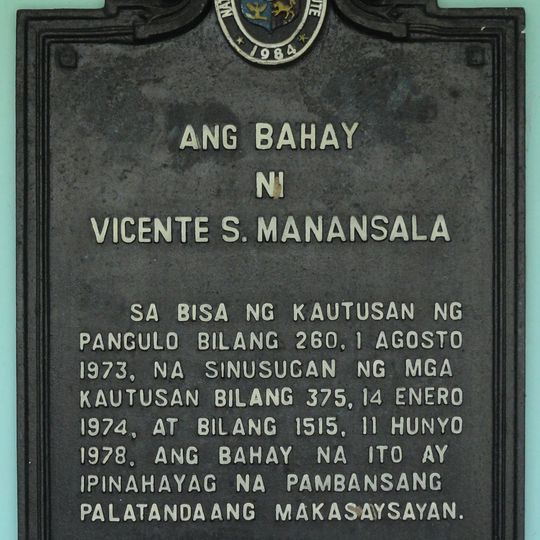 1984
ANG BAHAY
NI
VICENTE S. MANANSALA
SA BISA NG KAUTUSAN NG
PANGULO BILANG 260, 1 AGOSTO
1973, NA SINUSUGAN NG MGA
KAUTUSAN BILANG 375, 14 ENERO
1974, AT BILANG 1515, 11 HUNYO
1978, ANG BAHAY NA ITO AY
IPINAHAYAG NA PAMBANSANG
PALATANDAANG MAKASAYSAYAN.